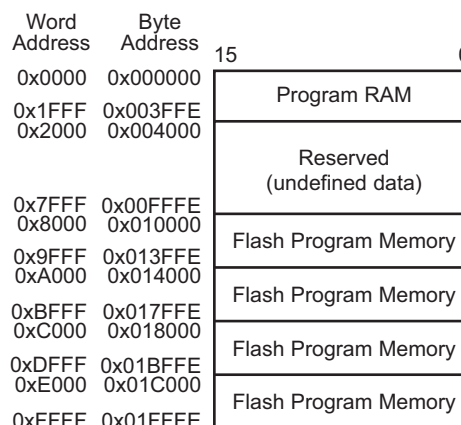 Word Byte
Address Address
15 0
0x0000 0x000000
Program RAM
0x1FFF 0x003FFE
0x2000 0x004000
Reserved
(undefined data)
0x7FFF 0x00FFFE
0x8000 0x010000
Flash Program Memory
0x9FFF 0x013FFE
0xA000 0x014000
Flash Program Memory
0xBFFF 0x017FFE
0xC000 0x018000
Flash Program Memory
0xDFFF 0x01BFFE
0xE000 0x01C000
Flash Program Memory
0xFFFF 0x01FFFE